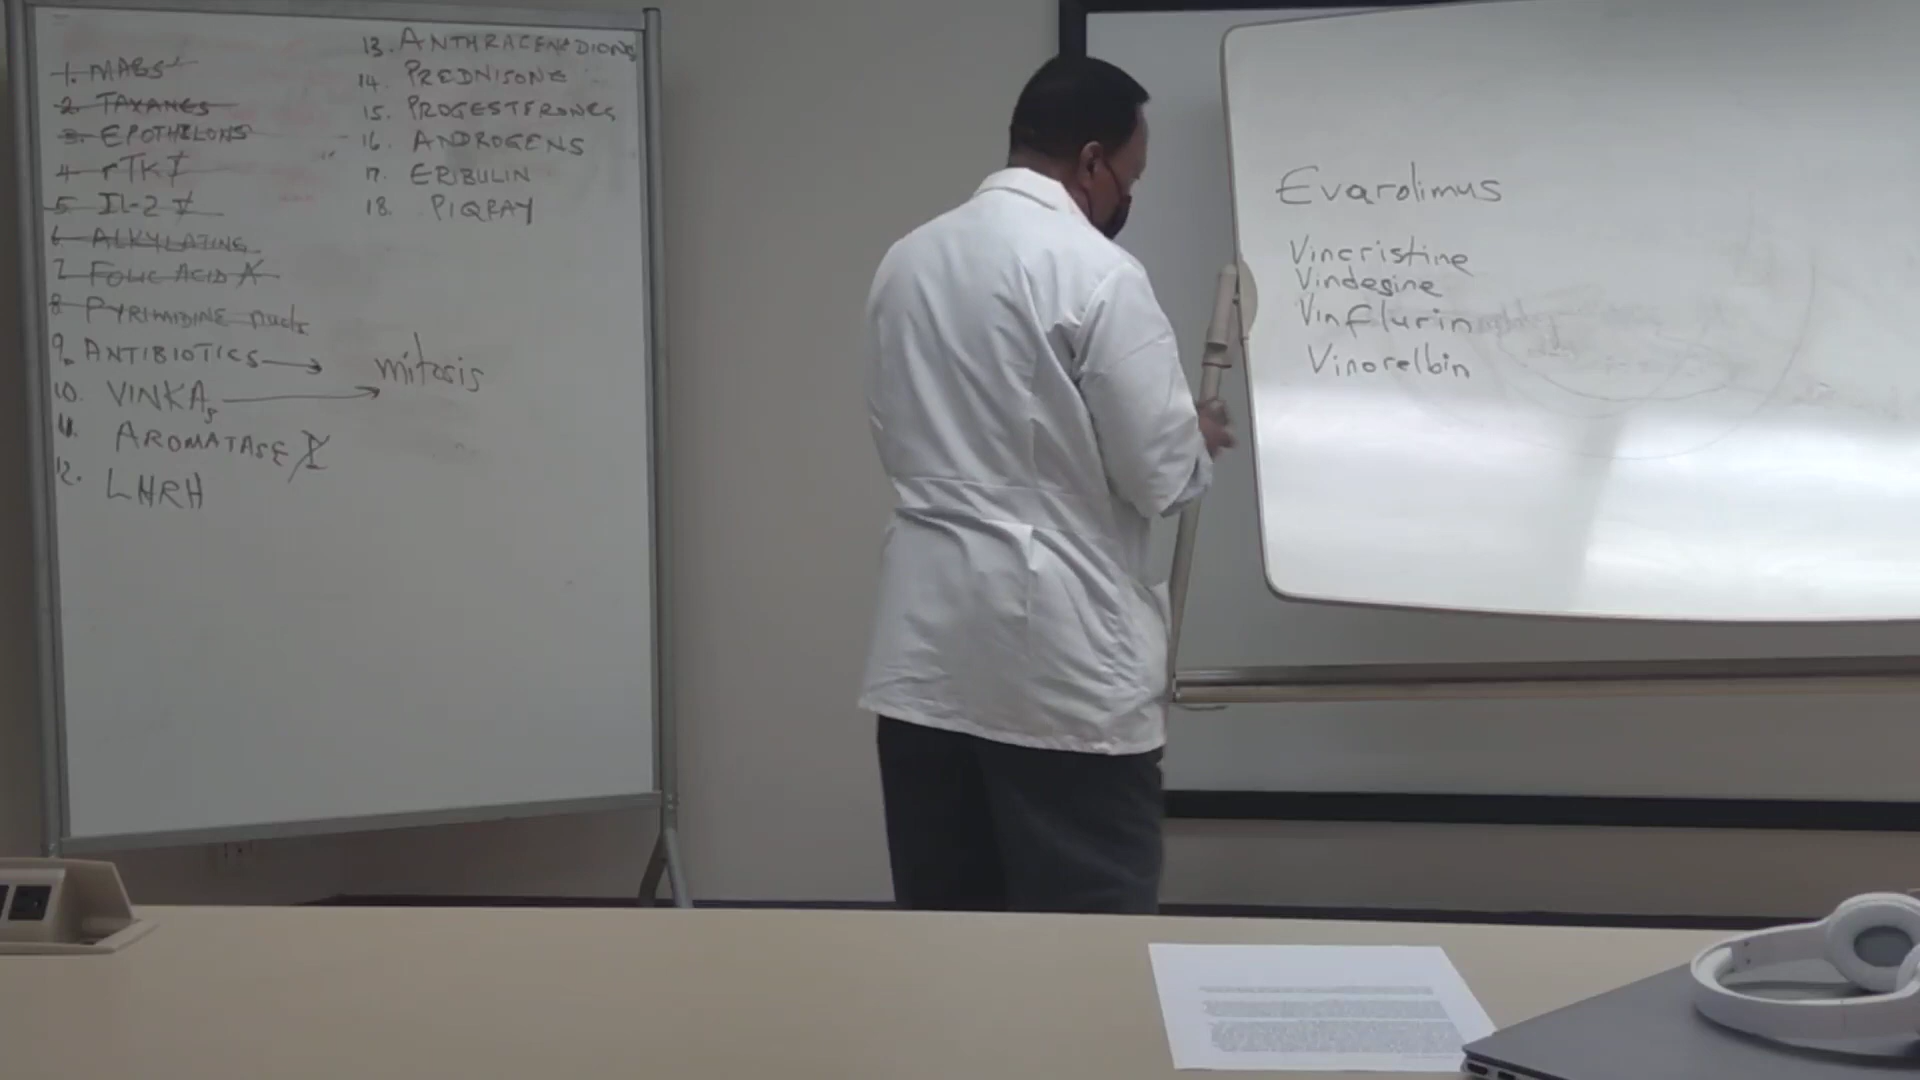 1. MABS
2. TAXANES
3. EPOTHILONS
4 rTKI
5 IL-2
6 ALKYLATING
7 FOLIC ACID A
8 PYRIMIDINE nucls
9. ANTIBIOTICS →
10. VINKAs → mitosis
11. AROMATASE I
12. LHRH
13. ANTHRACENEDIONS
14. PREDNISONE
15. PROGESTERONES
16. ANDROGENS
17. ERIBULIN
18. PIQRAY
Evarolimus
Vincristine
Vindesine
Vinflurin
Vinorelbin